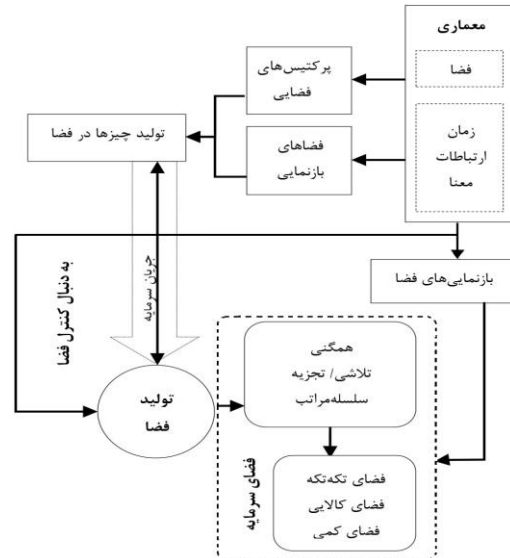 معماری
فضا
زمان
ارتباطات
معنا
پرکتیس‌های
فضایی
فضاهای
بازنمایی
تولید چیزها در فضا
بازنمایی‌های فضا
جریان سرمایه
به دنبال کنترل فضا
تولید
فضا
همگنی
تلاشی/ تجزیه
سلسله‌مراتب
فضای تکه‌تکه
فضای کالایی
فضای کمی
فضای سرمایه